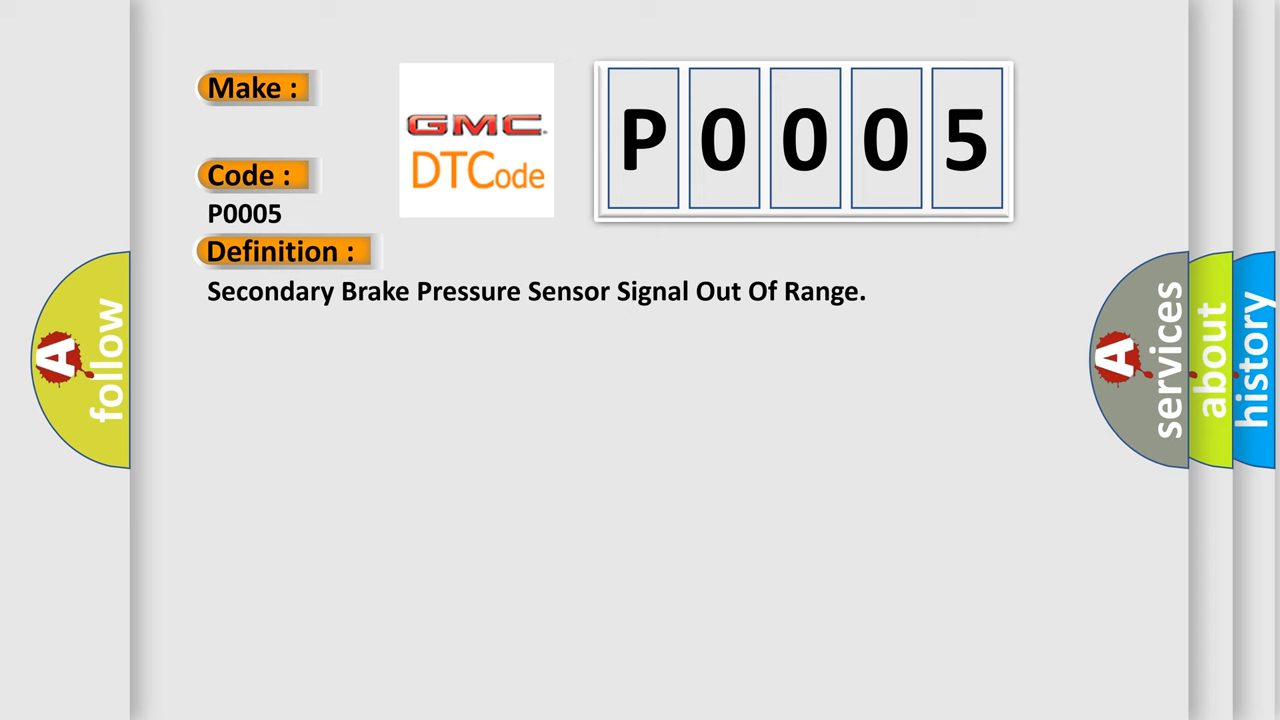 Make :
GMC
DTCode
P0005
Code :
P0005
Definition :
Secondary Brake Pressure Sensor Signal Out Of Range.
A follow
A services
about
history